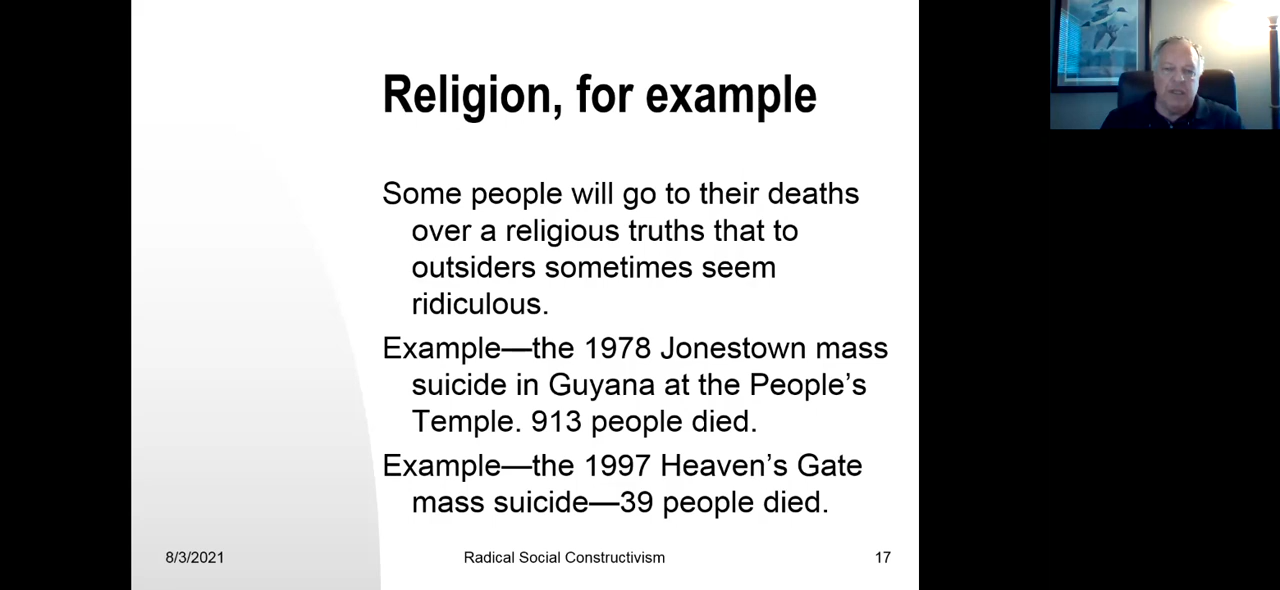 Religion, for example
Some people will go to their deaths
over a religious truths that to
outsiders sometimes seem
ridiculous.
Example—the 1978 Jonestown mass
suicide in Guyana at the People’s
Temple. 913 people died.
Example—the 1997 Heaven’s Gate
mass suicide—39 people died.
8/3/2021
Radical Social Constructivism
17